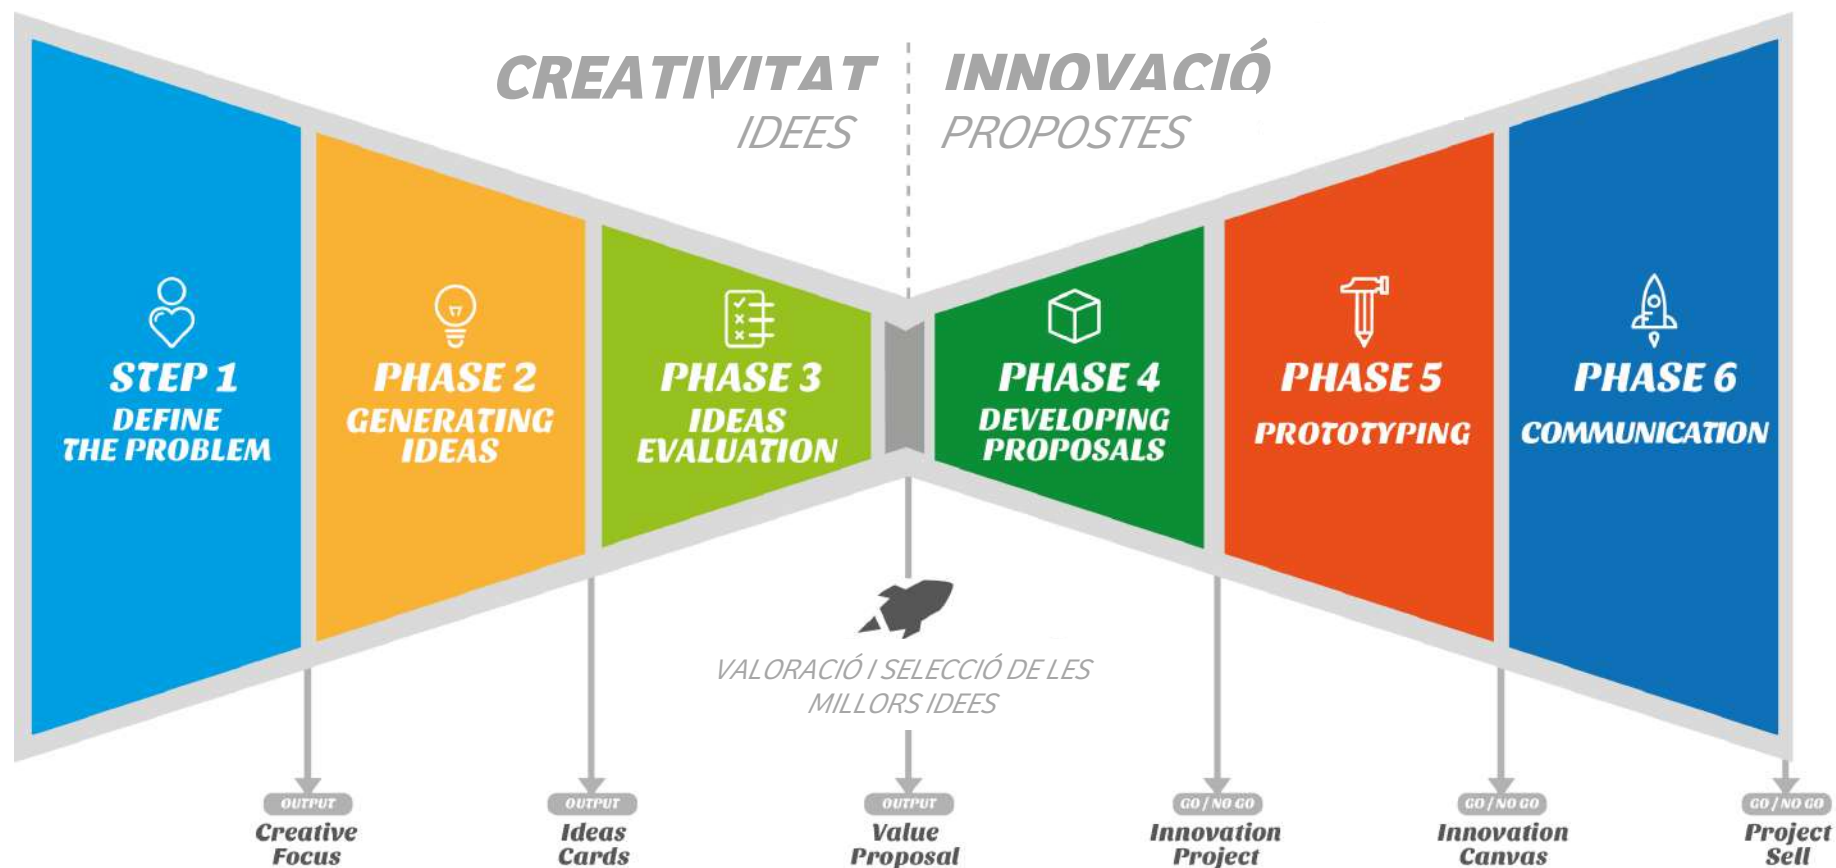 CREATIVITAT
IDEES
INNOVACIÓ
PROPOSTES
STEP 1
DEFINE
THE PROBLEM
PHASE 2
GENERATING
IDEAS
PHASE 3
IDEAS
EVALUATION
PHASE 4
DEVELOPING
PROPOSALS
PHASE 5
PROTOTYPING
PHASE 6
COMMUNICATION
VALORACIÓ I SELECCIÓ DE LES
MILLORS IDEES
OUTPUT
Creative
Focus
OUTPUT
Ideas
Cards
OUTPUT
Value
Proposal
GO / NO GO
Innovation
Project
GO / NO GO
Innovation
Canvas
GO / NO GO
Project
Sell